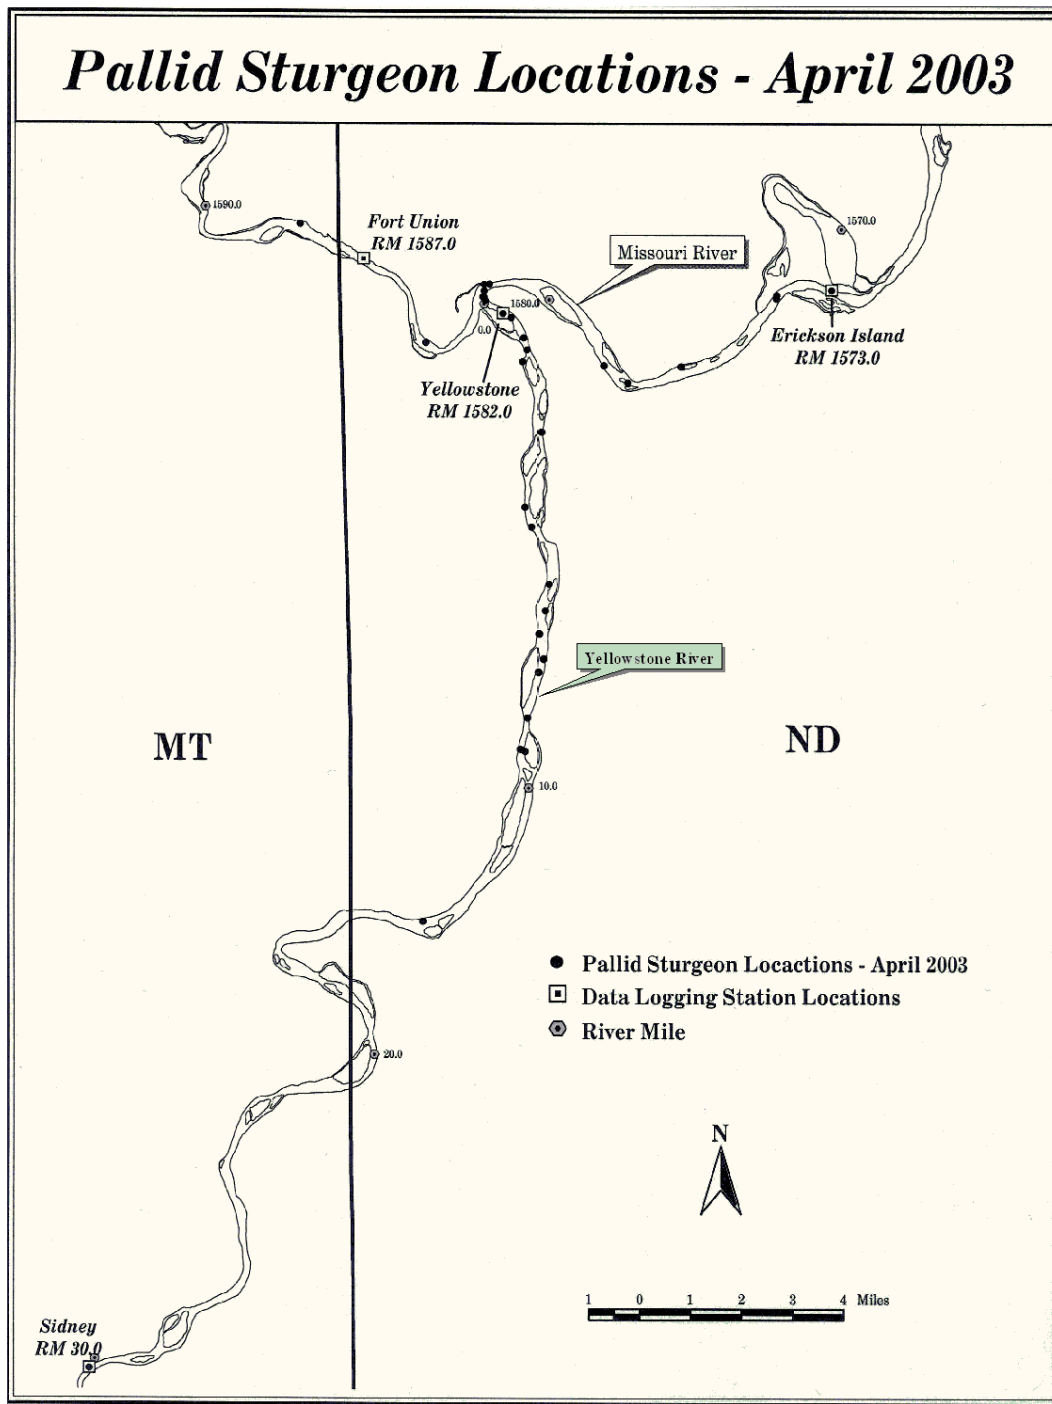 Pallid Sturgeon Locations - April 2003
1590.0
Fort Union
RM 1587.0
1570.0
Missouri River
1580.0
0.0
Erickson Island
RM 1573.0
Yellowstone
RM 1582.0
Yellowstone River
MT
ND
10.0
Pallid Sturgeon Locactions - April 2003
Data Logging Station Locations
River Mile
20.0
N
1 0 1 2 3 4 Miles
Sidney
RM 30.0